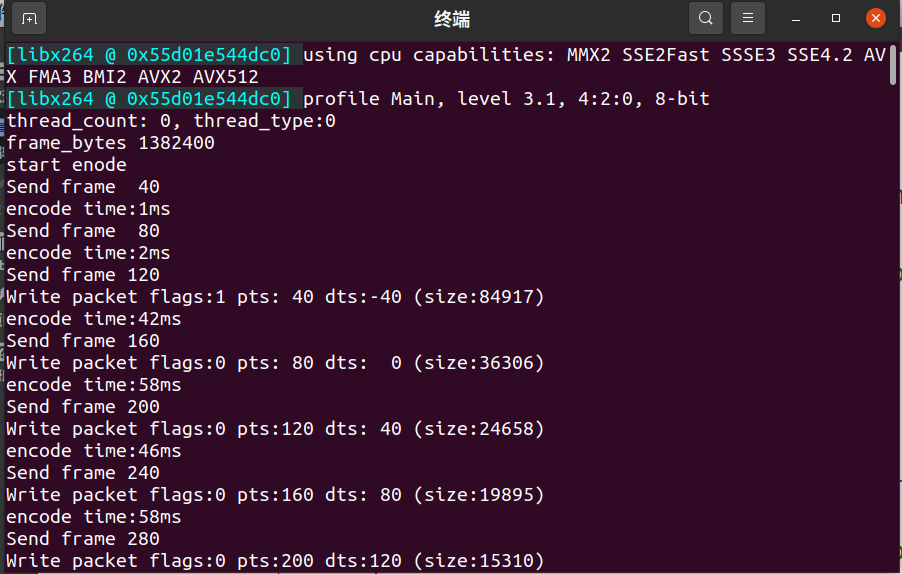 终端
[libx264 @ 0x55d01e544dc0] using cpu capabilities: MMX2 SSE2Fast SSSE3 SSE4.2 AV
X FMA3 BMI2 AVX2 AVX512
[libx264 @ 0x55d01e544dc0] profile Main, level 3.1, 4:2:0, 8-bit
thread_count: 0, thread_type:0
frame_bytes 1382400
start enode
Send frame  40
encode time:1ms
Send frame  80
encode time:2ms
Send frame 120
Write packet flags:1 pts: 40 dts:-40 (size:84917)
encode time:42ms
Send frame 160
Write packet flags:0 pts: 80 dts:  0 (size:36306)
encode time:58ms
Send frame 200
Write packet flags:0 pts:120 dts: 40 (size:24658)
encode time:46ms
Send frame 240
Write packet flags:0 pts:160 dts: 80 (size:19895)
encode time:58ms
Send frame 280
Write packet flags:0 pts:200 dts:120 (size:15310)